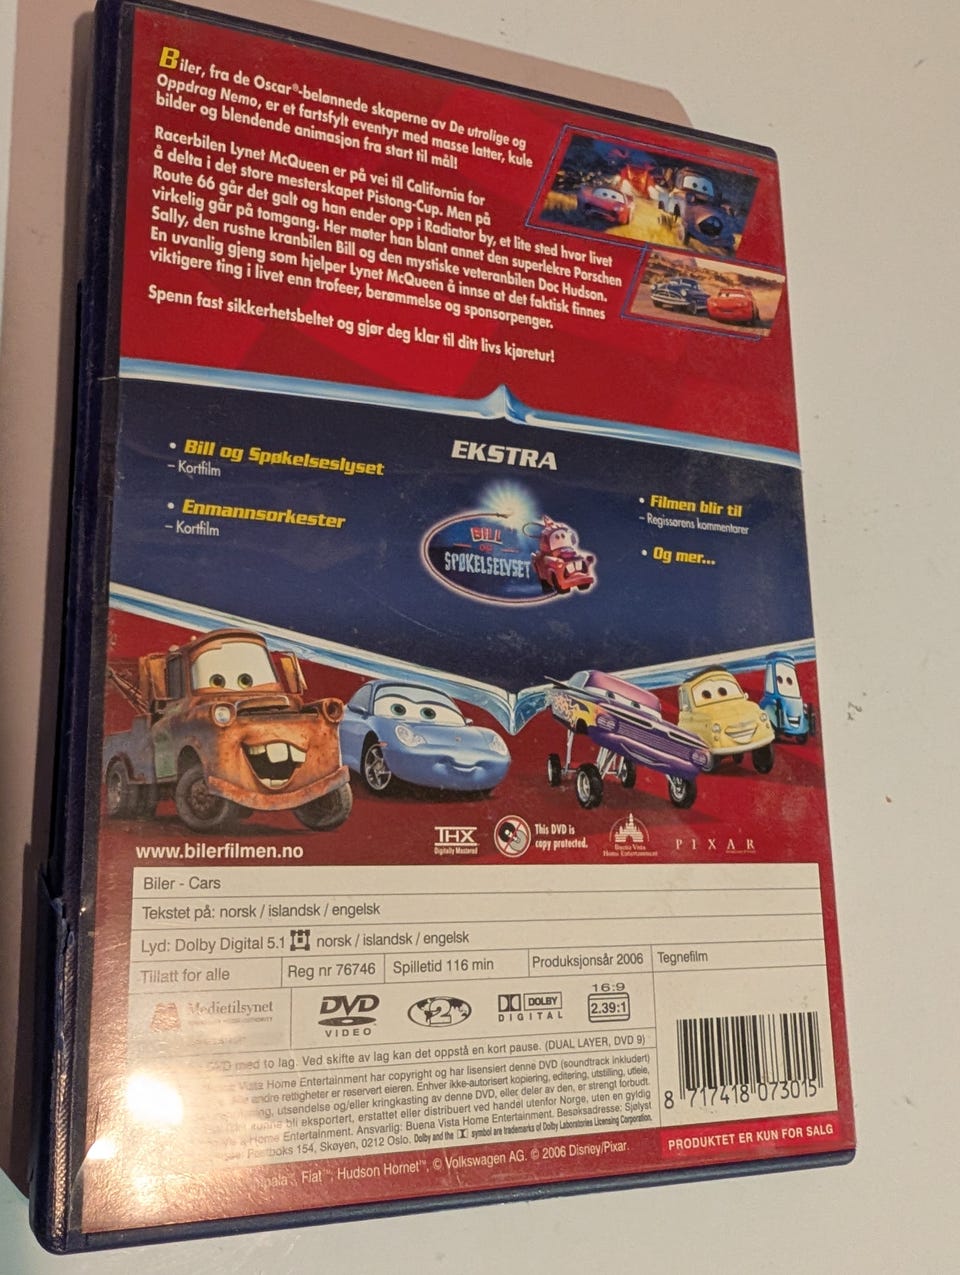 Biler, fra de Oscar®-belønnede skaperne av De utrolige og
Oppdrag Nemo, er et fartsfylt eventyr med masse latter, kule
bilder og blendende animasjon fra start til mål!
Racerbilen Lynet McQueen er på vei til California for
å delta i det store mesterskapet Pistong-Cup. Men på
Route 66 går det galt og han ender opp i Radiator by, et lite sted hvor livet
virkelig går på tomgang. Her møter han blant annet den superlekre Porschen
Sally, den rustne kranbilen Bill og den mystiske veteranbilen Doc Hudson.
En uvanlig gjeng som hjelper Lynet McQueen å innse at det faktisk finnes
viktigere ting i livet enn trofeer, berømmelse og sponsorpenger.
Spenn fast sikkerhetsbeltet og gjør deg klar til ditt livs kjøretur!
EKSTRA
• Bill og Spøkelseslyset
– Kortfilm
• Enmannsorkester
– Kortfilm
BILL
OG
SPØKELSELYSET
• Filmen blir til
– Regissørens kommentarer
• Og mer...
www.bilerfilmen.no
THX
Digitally Mastered
This DVD is
copy protected.
Buena Vista
Home Entertainment
PIXAR
Biler - Cars
Tekstet på: norsk / islandsk / engelsk
Lyd: Dolby Digital 5.1 norsk / islandsk / engelsk
Tillatt for alle
Reg nr 76746
Spilletid 116 min
Produksjonsår 2006
Tegnefilm
Medietilsynet
DVD
VIDEO
2
DOLBY
DIGITAL
16:9
2.39:1
med to lag. Ved skifte av lag kan det oppstå en kort pause. (DUAL LAYER, DVD 9)
Vista Home Entertainment har copyright og har lisensiert denne DVD (soundtrack inkludert)
Alle andre rettigheter er reservert eieren. Enhver ikke-autorisert kopiering, editering, utstilling, utleie,
utsendelse og/eller kringkasting av denne DVD, eller deler av den, er strengt forbudt.
bli eksportert, erstattet eller distribuert ved handel utenfor Norge, uten en gyldig
Home Entertainment. Ansvarlig: Buena Vista Home Entertainment. Besøksadresse: Sjølyst
Postboks 154, Skøyen, 0212 Oslo. Dolby and the symbol are trademarks of Dolby Laboratories Licensing Corporation.
Fiat™, Hudson Hornet™, © Volkswagen AG. © 2006 Disney/Pixar.
8 717418 073015
PRODUKTET ER KUN FOR SALG